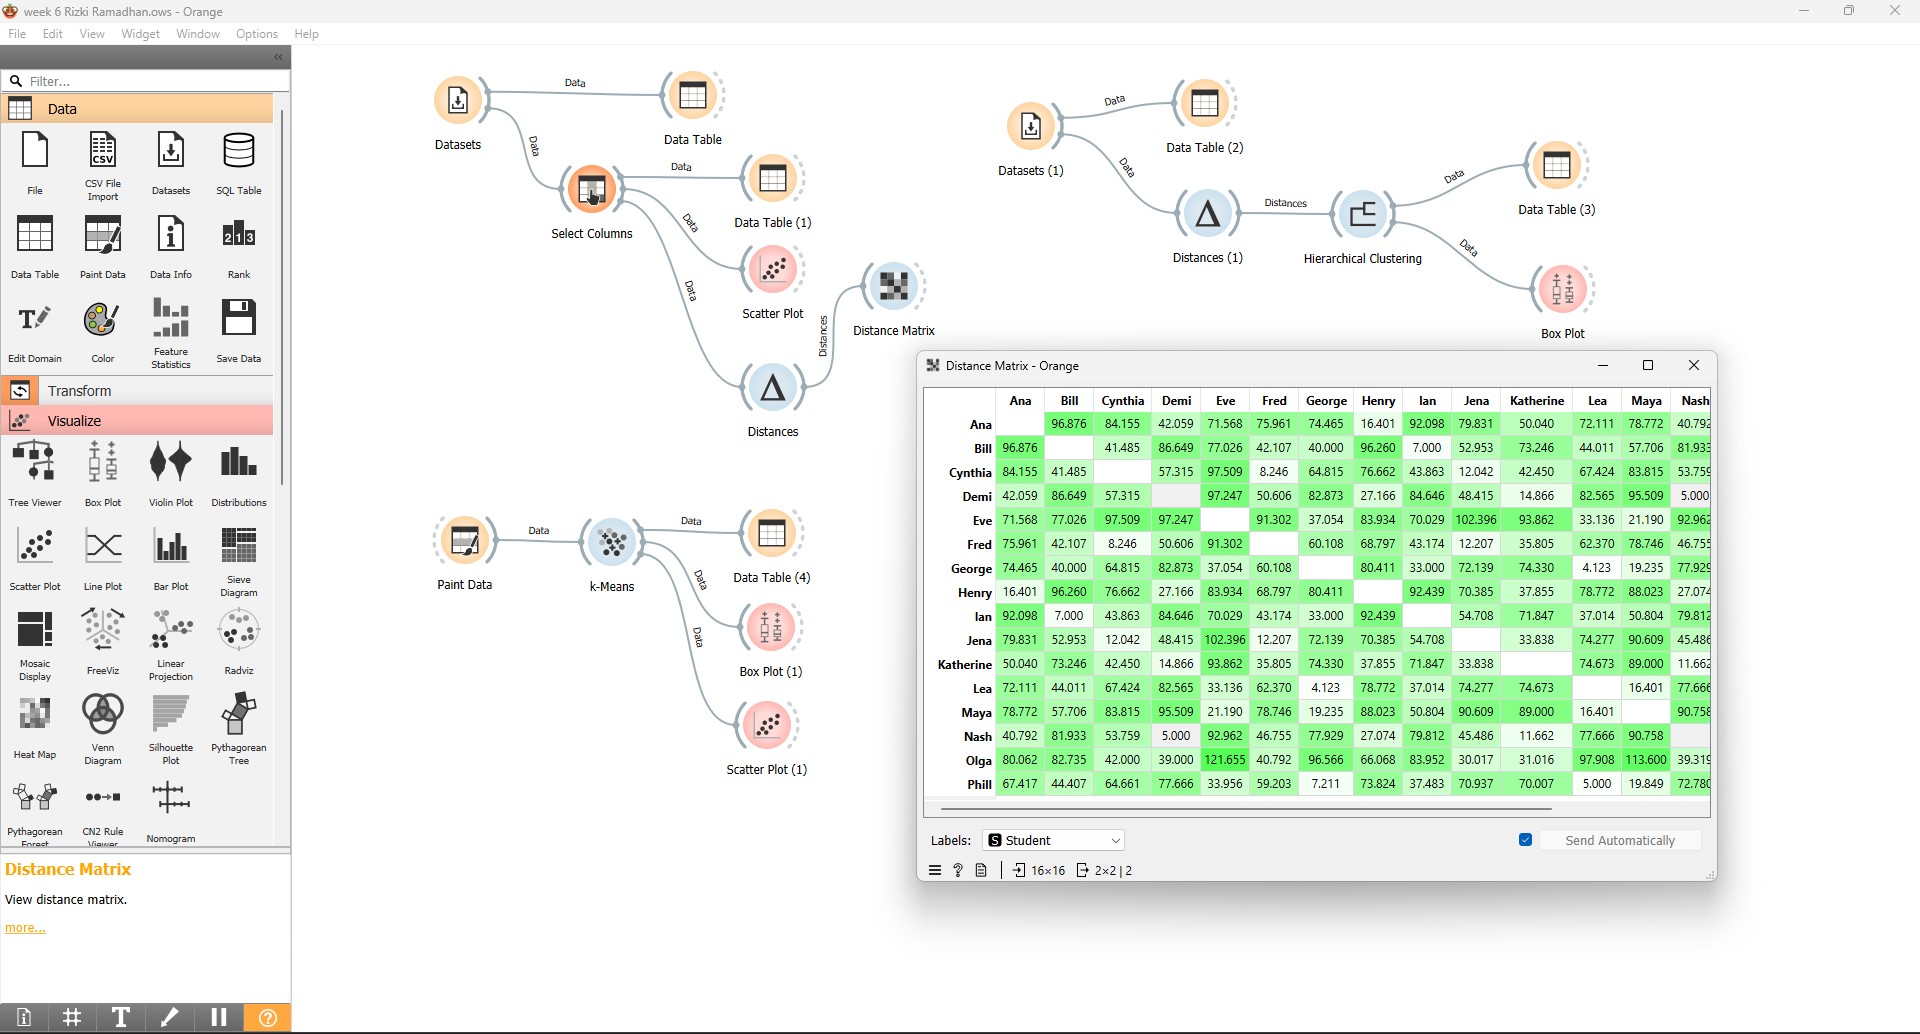 week 6 Rizki Ramadhan.ows - Orange
File Edit View Widget Window Options Help
Filter...
Data
File CSV File Import Datasets SQL Table
Data Table Paint Data Data Info Rank
Edit Domain Color Feature Statistics Save Data
Transform
Visualize
Tree Viewer Box Plot Violin Plot Distributions
Scatter Plot Line Plot Bar Plot Sieve Diagram
Mosaic Display FreeViz Linear Projection Radviz
Heat Map Venn Diagram Silhouette Plot Pythagorean Tree
Pythagorean Forest CN2 Rule Viewer Nomogram
Distance Matrix
View distance matrix.
more...
Datasets
Data
Data Table
Data
Select Columns
Data
Data Table (1)
Data
Scatter Plot
Data
Distances
Distances
Distance Matrix
Datasets (1)
Data
Data Table (2)
Data
Distances (1)
Distances
Hierarchical Clustering
Data
Data Table (3)
Data
Box Plot
Paint Data
Data
k-Means
Data
Data Table (4)
Data
Box Plot (1)
Data
Scatter Plot (1)
Distance Matrix - Orange
Ana Bill Cynthia Demi Eve Fred George Henry Ian Jena Katherine Lea Maya Nash
Ana 96.876 84.155 42.059 71.568 75.961 74.465 16.401 92.098 79.831 50.040 72.111 78.772 40.792
Bill 96.876 41.485 86.649 77.026 42.107 40.000 96.260 7.000 52.953 73.246 44.011 57.706 81.933
Cynthia 84.155 41.485 57.315 97.509 8.246 64.815 76.662 43.863 12.042 42.450 67.424 83.815 53.759
Demi 42.059 86.649 57.315 97.247 50.606 82.873 27.166 84.646 48.415 14.866 82.565 95.509 5.000
Eve 71.568 77.026 97.509 97.247 91.302 37.054 83.934 70.029 102.396 93.862 33.136 21.190 92.962
Fred 75.961 42.107 8.246 50.606 91.302 60.108 68.797 43.174 12.207 35.805 62.370 78.746 46.755
George 74.465 40.000 64.815 82.873 37.054 60.108 80.411 33.000 72.139 74.330 4.123 19.235 77.929
Henry 16.401 96.260 76.662 27.166 83.934 68.797 80.411 92.439 70.385 37.855 78.772 88.023 27.074
Ian 92.098 7.000 43.863 84.646 70.029 43.174 33.000 92.439 54.708 71.847 37.014 50.804 79.812
Jena 79.831 52.953 12.042 48.415 102.396 12.207 72.139 70.385 54.708 33.838 74.277 90.609 45.486
Katherine 50.040 73.246 42.450 14.866 93.862 35.805 74.330 37.855 71.847 33.838 74.673 89.000 11.662
Lea 72.111 44.011 67.424 82.565 33.136 62.370 4.123 78.772 37.014 74.277 74.673 16.401 77.666
Maya 78.772 57.706 83.815 95.509 21.190 78.746 19.235 88.023 50.804 90.609 89.000 16.401 90.758
Nash 40.792 81.933 53.759 5.000 92.962 46.755 77.929 27.074 79.812 45.486 11.662 77.666 90.758
Olga 80.062 82.735 42.000 39.000 121.655 40.792 96.566 66.068 83.952 30.017 31.016 97.908 113.600 39.319
Phill 67.417 44.407 64.661 77.666 33.956 59.203 7.211 73.824 37.483 70.937 70.007 5.000 19.849 72.780
Labels: S Student Send Automatically
16×16 2×2 | 2